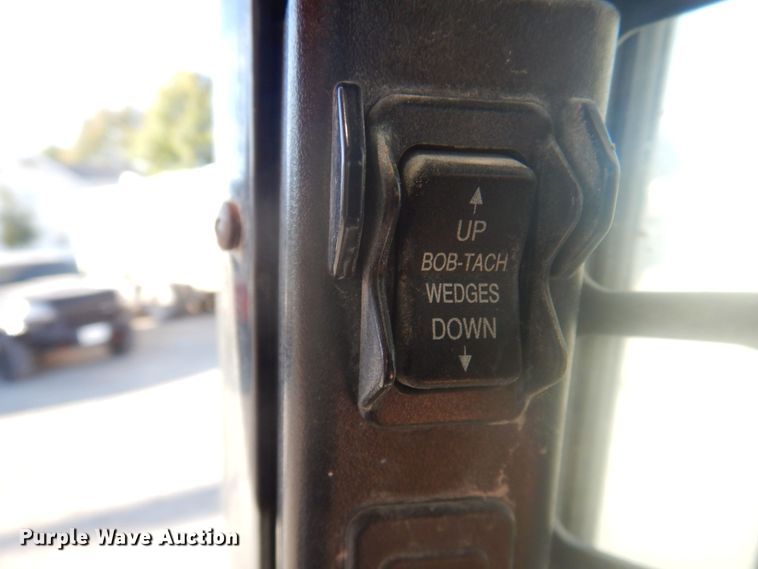 UP
BOB-TACH
WEDGES
DOWN
Purple Wave Auction